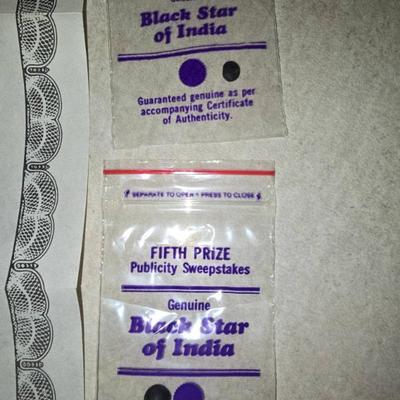 Black Star
of India
Guaranteed genuine as per
accompanying Certificate
of Authenticity.
SEPARATE TO OPEN PRESS TO CLOSE
FIFTH PRIZE
Publicity Sweepstakes
Genuine
Black Star
of India